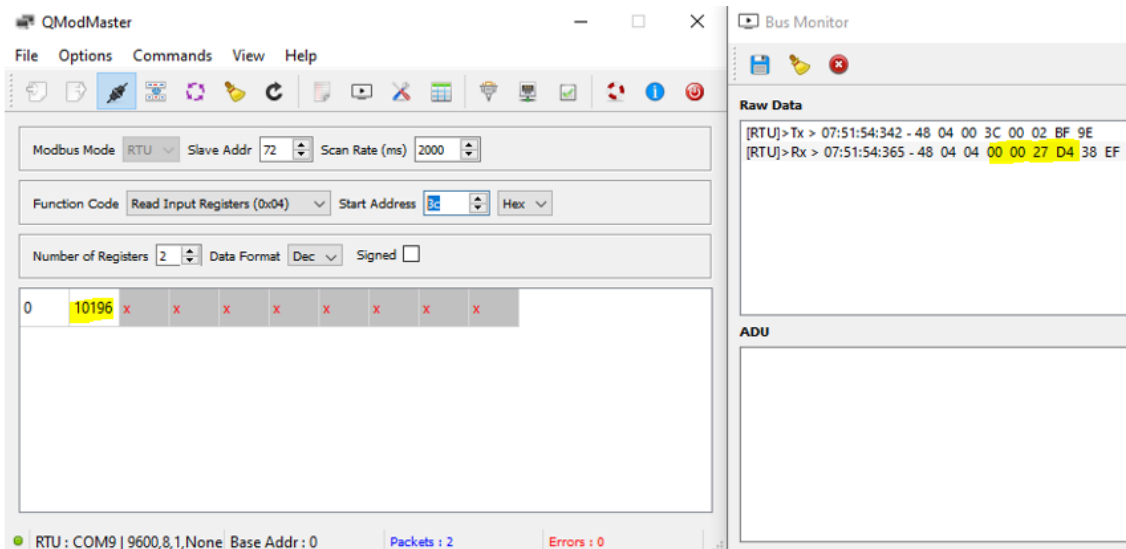 QModMaster
File Options Commands View Help
Modbus Mode RTU Slave Addr 72 Scan Rate (ms) 2000
Function Code Read Input Registers (0x04) Start Address 3c Hex
Number of Registers 2 Data Format Dec Signed
0 10196 x x x x x x x x
RTU : COM9 | 9600,8,1,None Base Addr : 0 Packets : 2 Errors : 0
Bus Monitor
Raw Data
[RTU]>Tx > 07:51:54:342 - 48 04 00 3C 00 02 BF 9E
[RTU]>Rx > 07:51:54:365 - 48 04 04 00 00 27 D4 38 EF
ADU